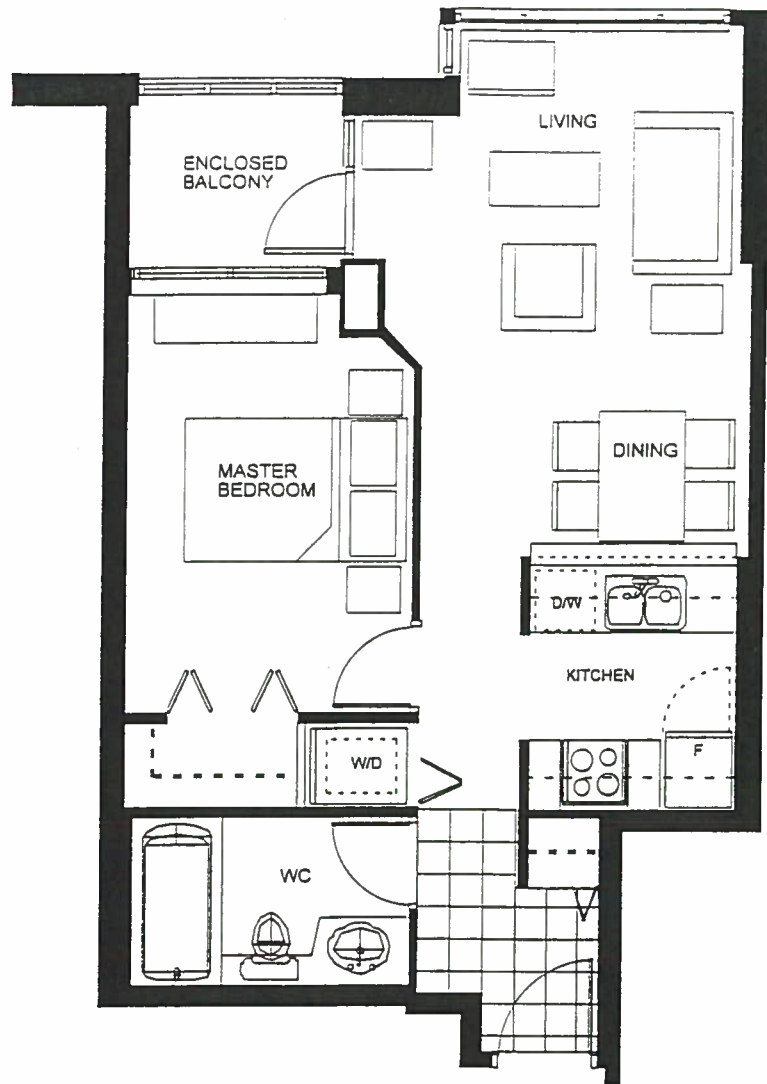 LIVING
ENCLOSED
BALCONY
DINING
MASTER
BEDROOM
D/W
KITCHEN
F
W/D
WC